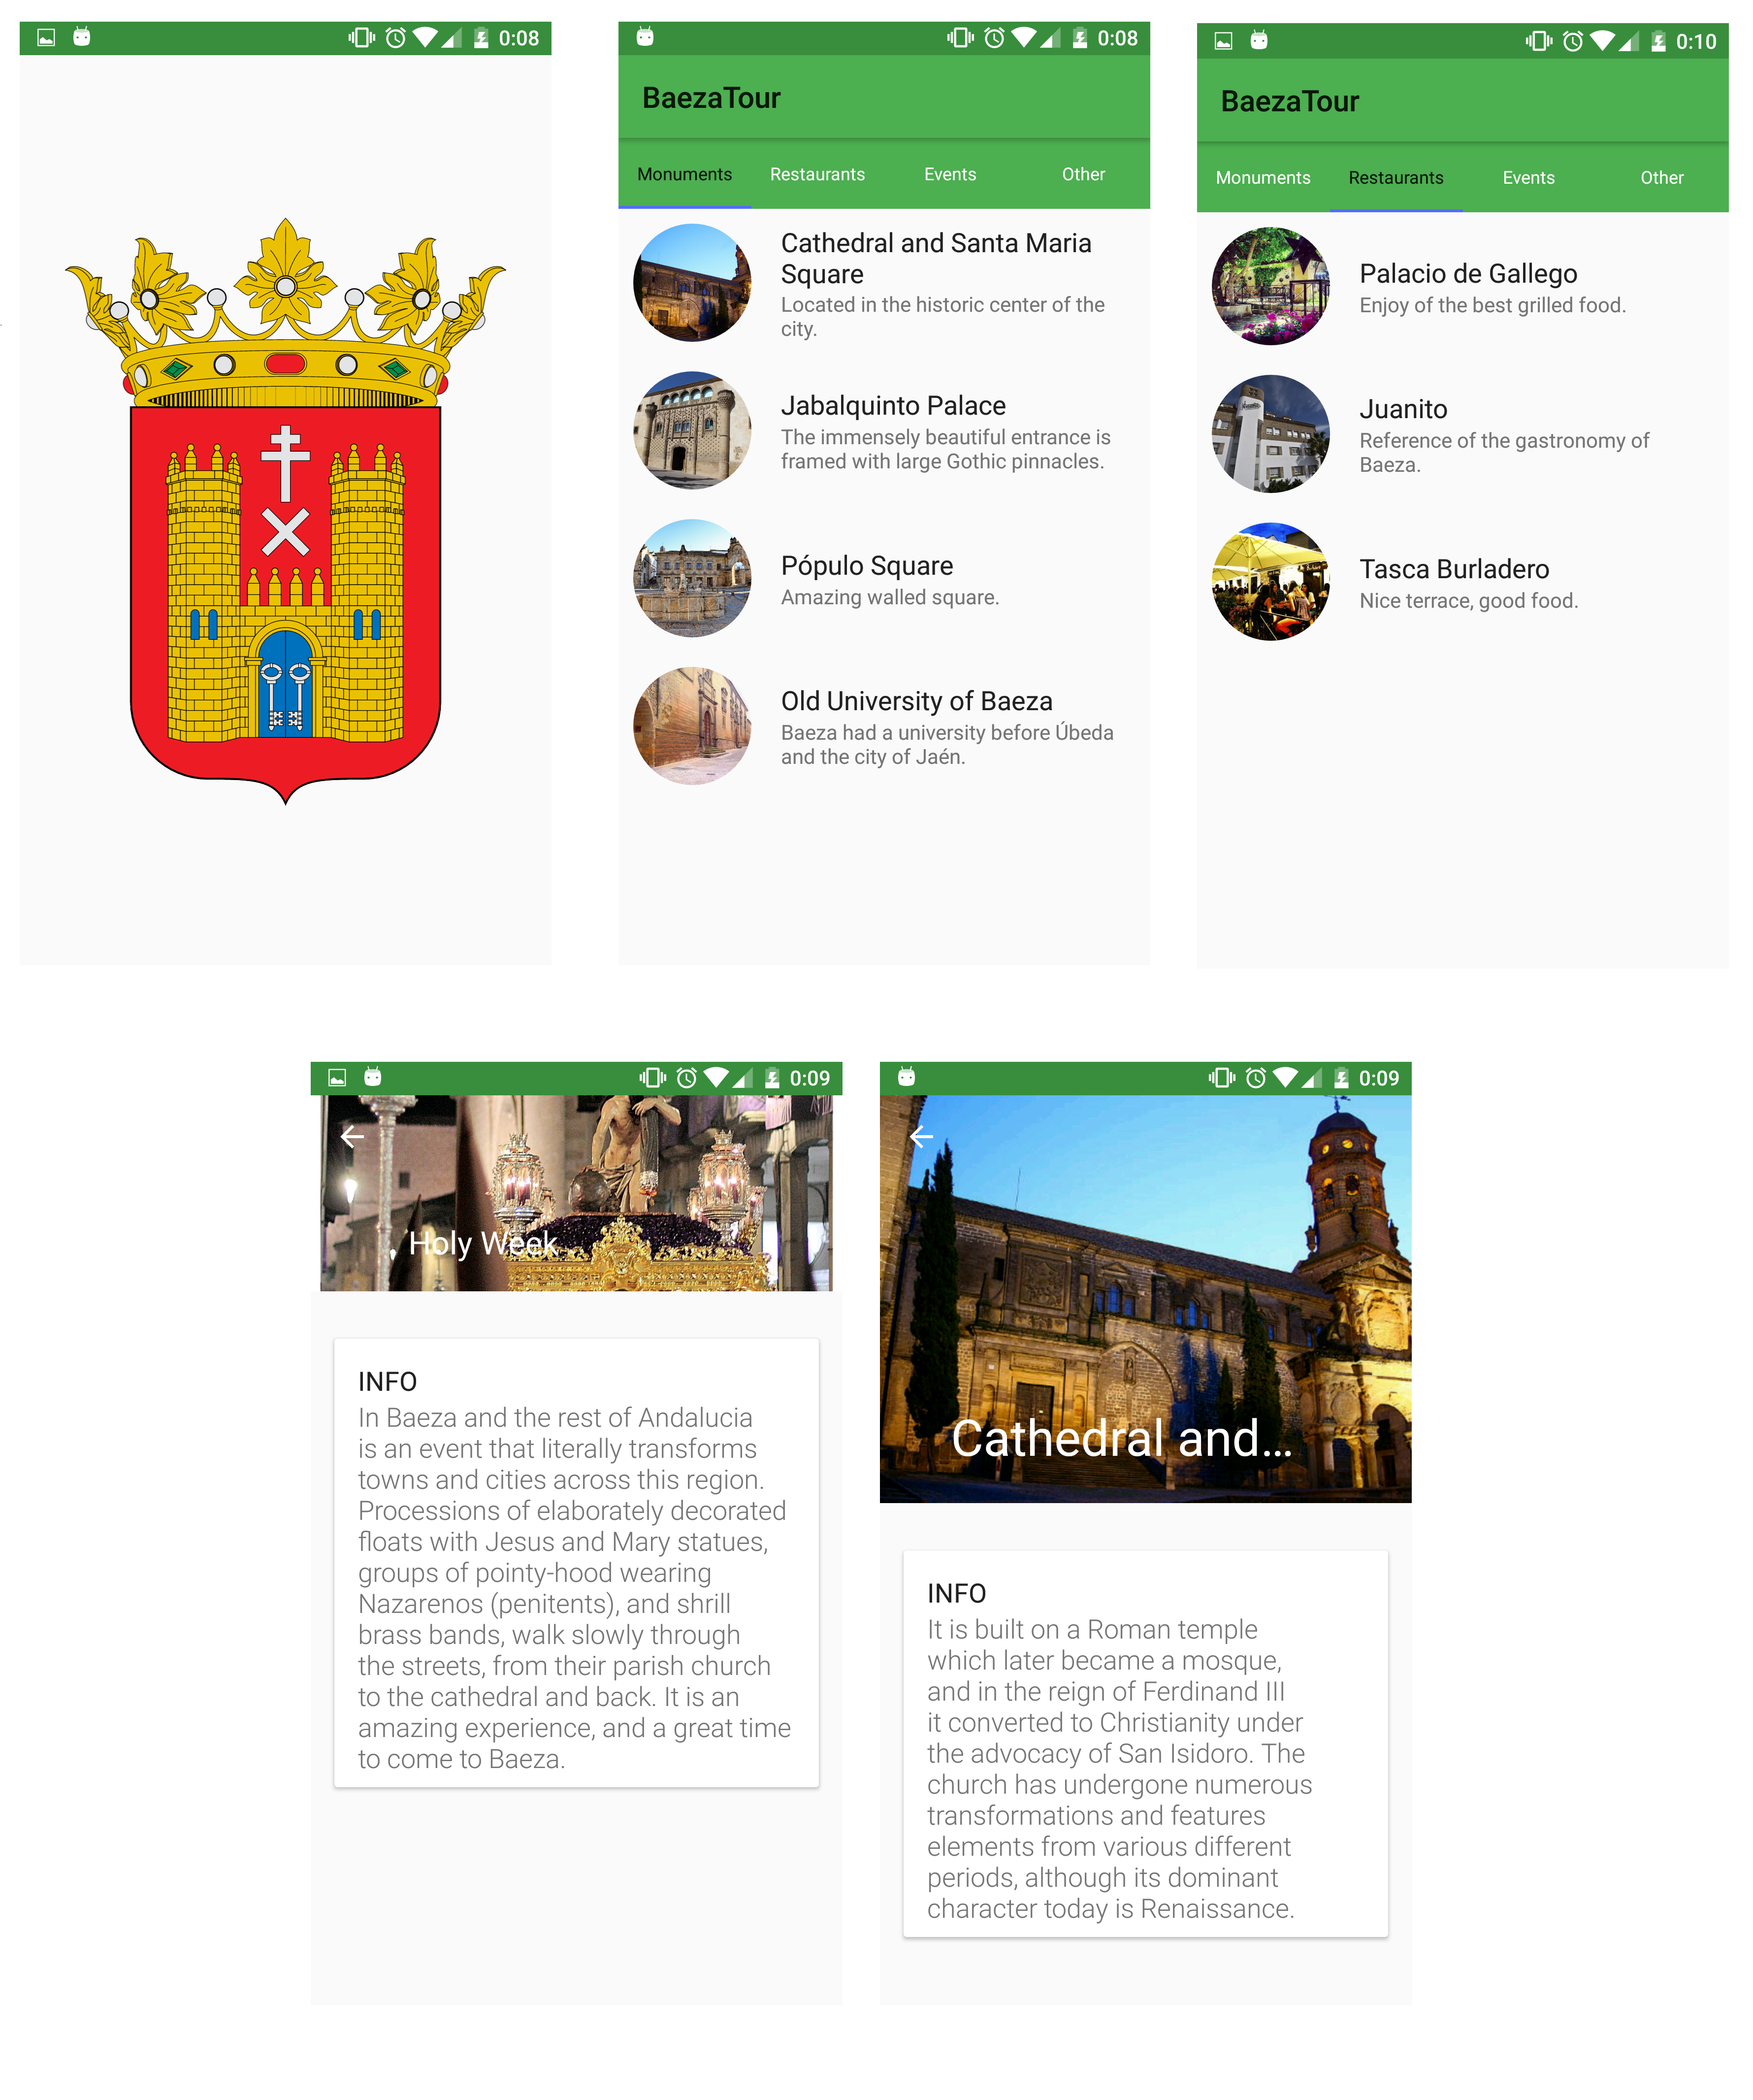 0:08
0:08
BaezaTour
Monuments Restaurants Events Other
Cathedral and Santa Maria
Square
Located in the historic center of the
city.
Jabalquinto Palace
The immensely beautiful entrance is
framed with large Gothic pinnacles.
Pópulo Square
Amazing walled square.
Old University of Baeza
Baeza had a university before Úbeda
and the city of Jaén.
0:10
BaezaTour
Monuments Restaurants Events Other
Palacio de Gallego
Enjoy of the best grilled food.
Juanito
Reference of the gastronomy of
Baeza.
Tasca Burladero
Nice terrace, good food.
0:09
Holy Week
INFO
In Baeza and the rest of Andalucia
is an event that literally transforms
towns and cities across this region.
Processions of elaborately decorated
floats with Jesus and Mary statues,
groups of pointy-hood wearing
Nazarenos (penitents), and shrill
brass bands, walk slowly through
the streets, from their parish church
to the cathedral and back. It is an
amazing experience, and a great time
to come to Baeza.
0:09
Cathedral and...
INFO
It is built on a Roman temple
which later became a mosque,
and in the reign of Ferdinand III
it converted to Christianity under
the advocacy of San Isidoro. The
church has undergone numerous
transformations and features
elements from various different
periods, although its dominant
character today is Renaissance.